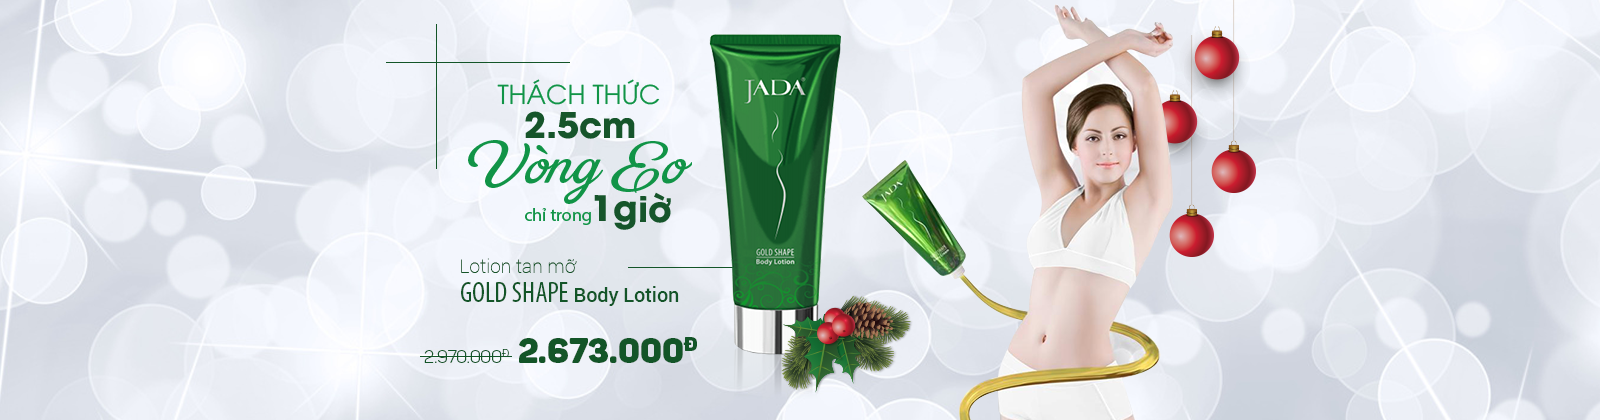 THÁCH THỨC
2.5cm
Vòng Eo
chỉ trong 1 giờ
Lotion tan mỡ
GOLD SHAPE Body Lotion
2.970.000Đ 2.673.000Đ
JADA®
GOLD SHAPE
Body Lotion
JADA